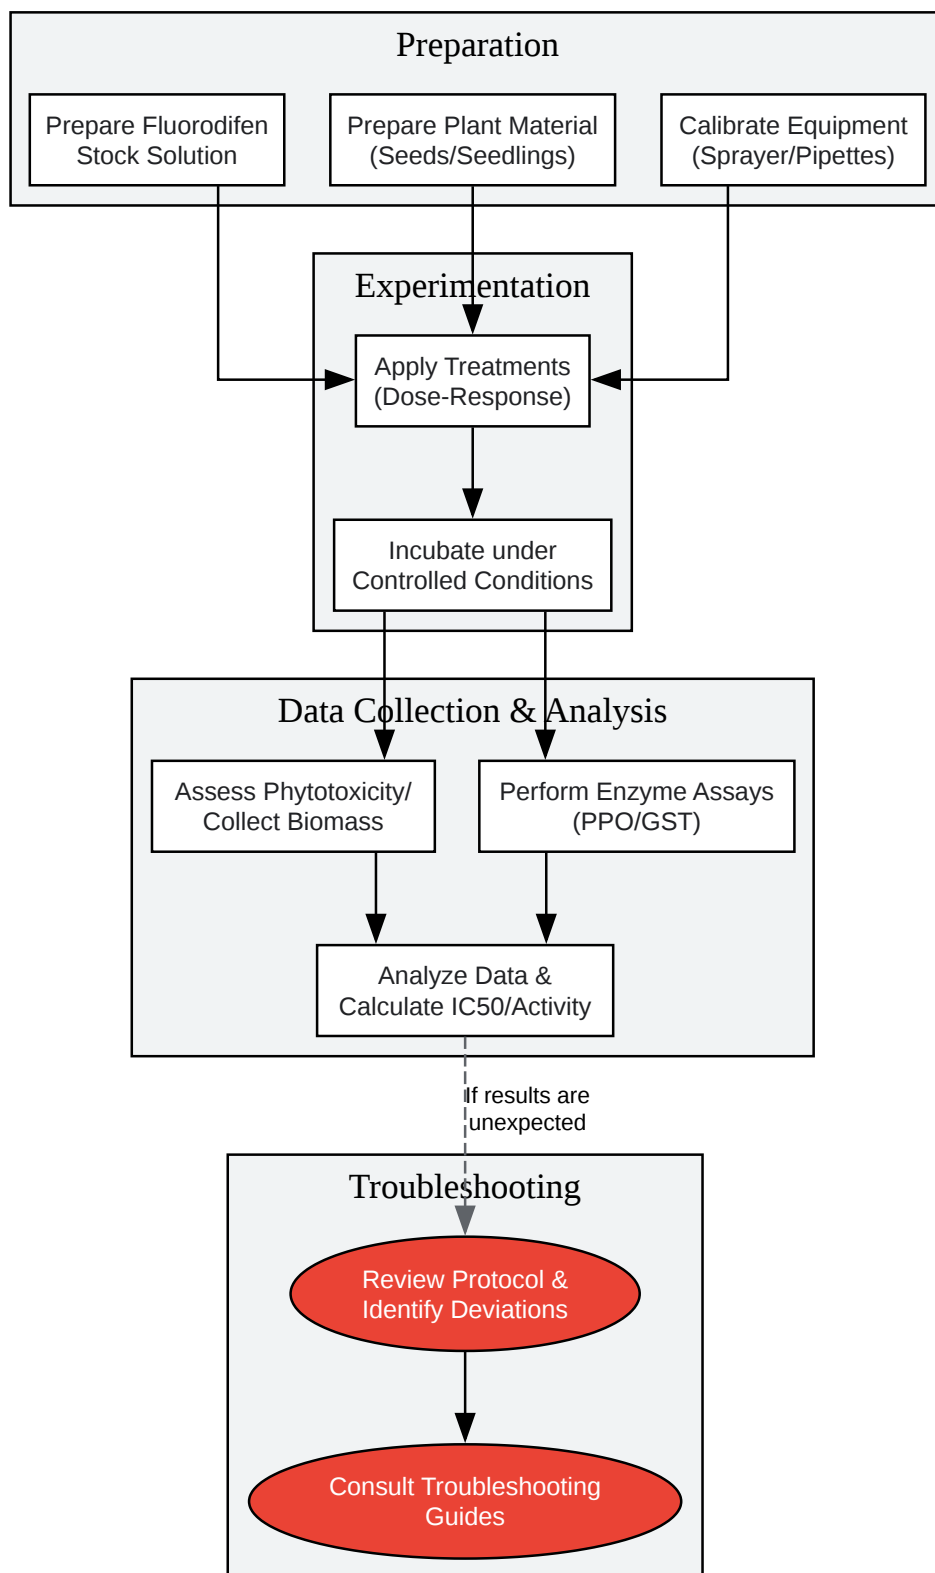 Preparation
Prepare Fluorodifen
Stock Solution
Prepare Plant Material
(Seeds/Seedlings)
Calibrate Equipment
(Sprayer/Pipettes)
Experimentation
Apply Treatments
(Dose-Response)
Incubate under
Controlled Conditions
Data Collection & Analysis
Assess Phytotoxicity/
Collect Biomass
Perform Enzyme Assays
(PPO/GST)
Analyze Data &
Calculate IC50/Activity
If results are
unexpected
Troubleshooting
Review Protocol &
Identify Deviations
Consult Troubleshooting
Guides